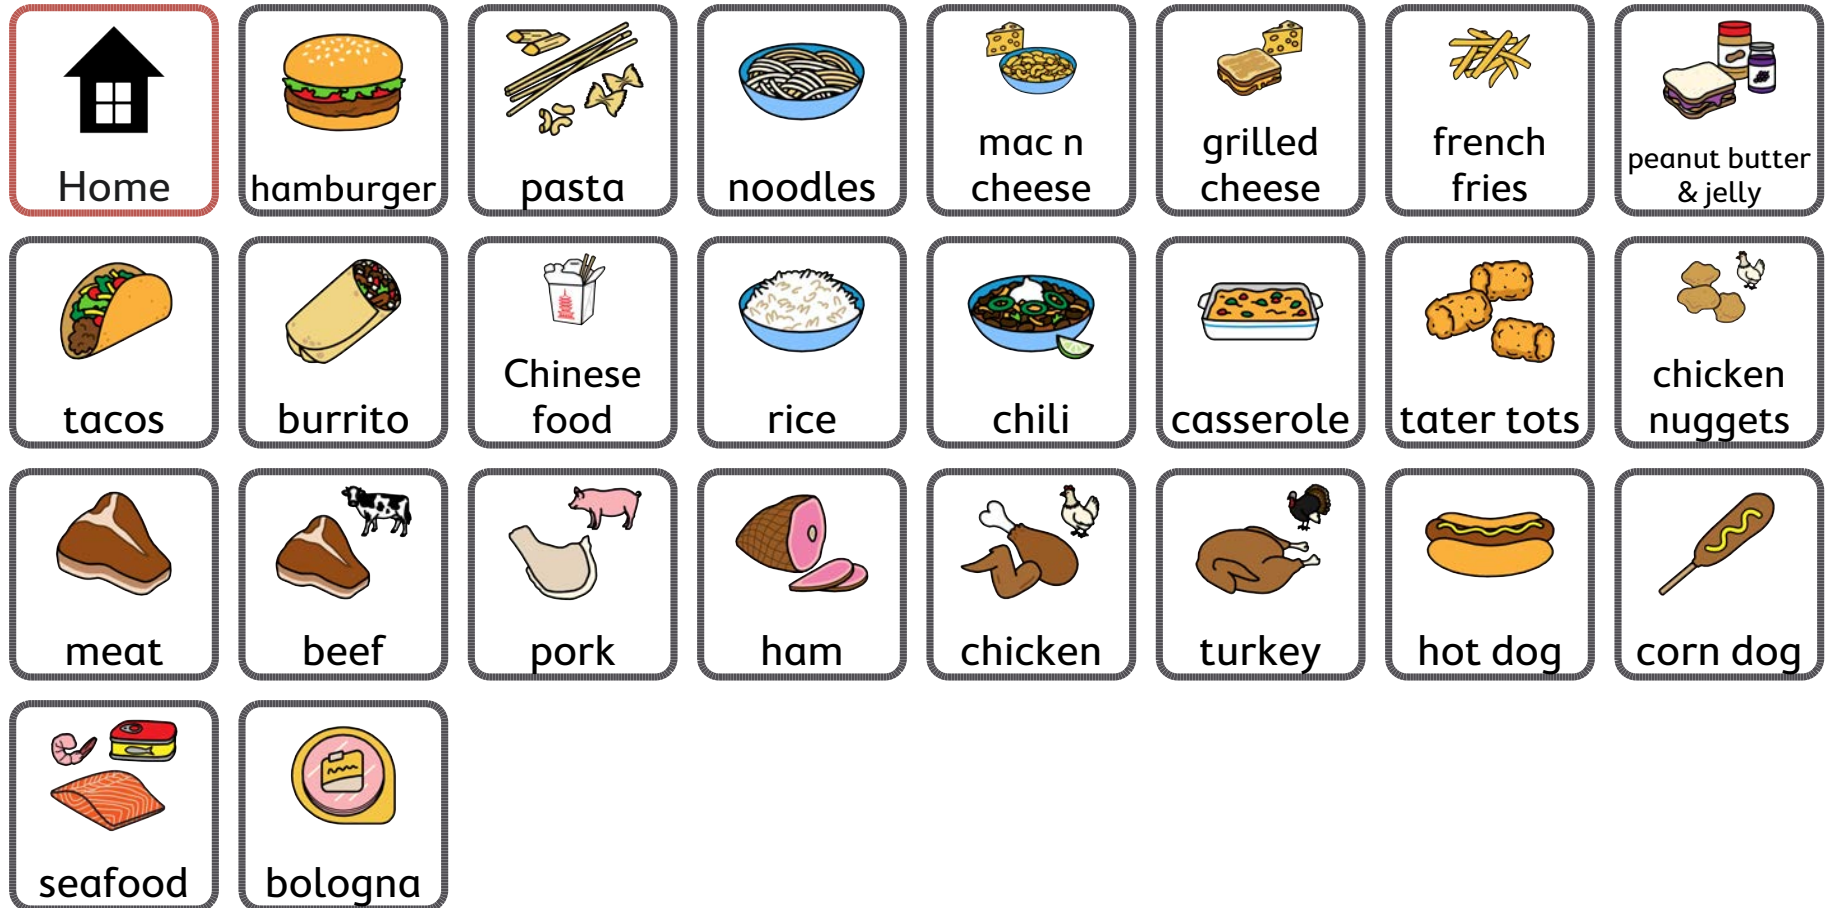 Home
hamburger
pasta
noodles
mac n
cheese
grilled
cheese
french
fries
peanut butter
& jelly
tacos
burrito
Chinese
food
rice
chili
casserole
tater tots
chicken
nuggets
meat
beef
pork
ham
chicken
turkey
hot dog
corn dog
seafood
bologna